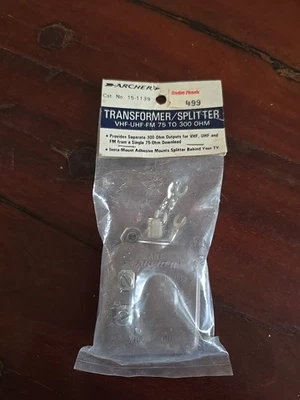 ARCHER
Cat. No. 15-1139
Radio Shack
499
TRANSFORMER/SPLITTER
VHF-UHF-FM 75 TO 300 OHM
• Provides Separate 300-Ohm Outputs for VHF, UHF and
FM from a Single 75-Ohm Downlead
• Insta-Mount Adhesive Mounts Splitter Behind Your TV